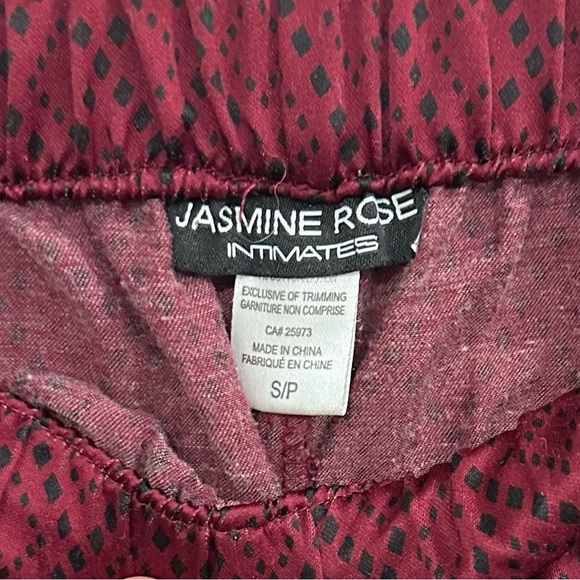 JASMINE ROSE
INTIMATES
EXCLUSIVE OF TRIMMING
GARNITURE NON COMPRISE
CA# 25973
MADE IN CHINA
FABRIQUÉ EN CHINE
S/P